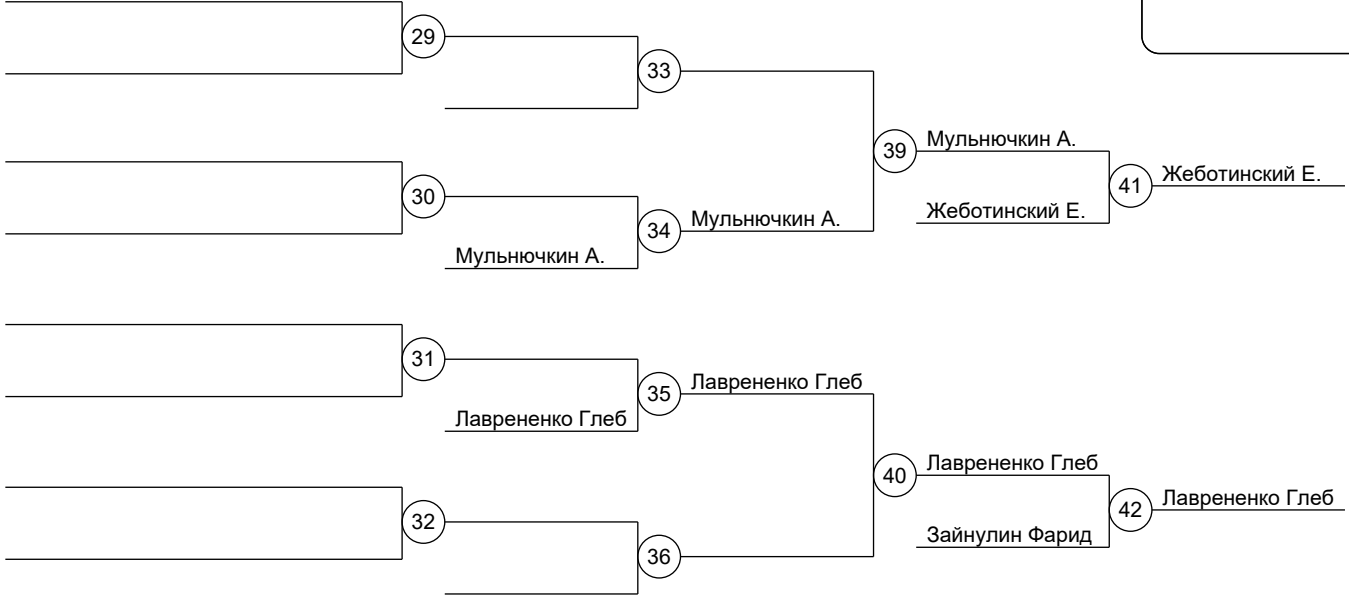 29
33
39
Мульнючкин А.
41
Жеботинский Е.
30
34
Мульнючкин А.
Жеботинский Е.
Мульнючкин А.
31
35
Лаврененко Глеб
Лаврененко Глеб
40
Лаврененко Глеб
42
Лаврененко Глеб
32
36
Зайнулин Фарид